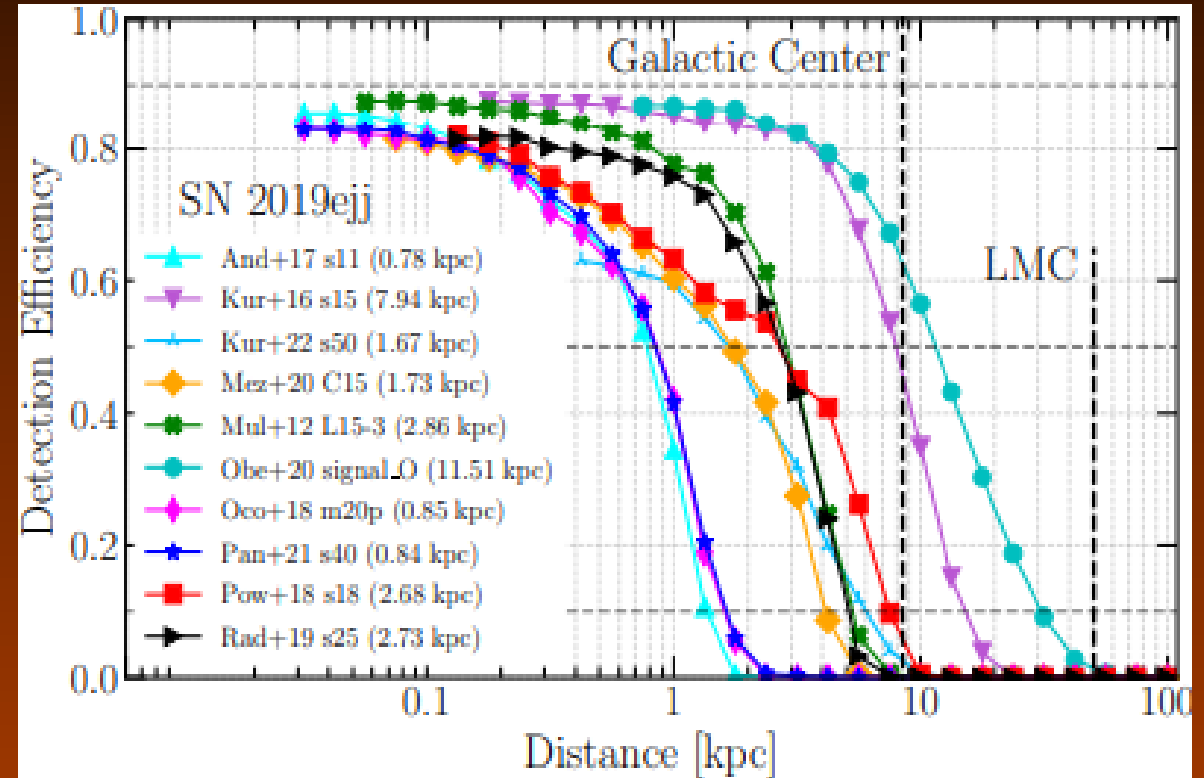 1.0
Galactic Center
0.8
SN 2019ejj
And+17 s11 (0.78 kpc)
LMC
Kur+16 s15 (7.94 kpc)
0.6
Kur+22 s50 (1.67 kpc)
Mez+20 C15 (1.73 kpc)
0.4
Mul+12 L15-3 (2.86 kpc)
Obe+20 signal_O (11.51 kpc)
Oco+18 m20p (0.85 kpc)
0.2
Pan+21 s40 (0.84 kpc)
Pow+18 s18 (2.68 kpc)
Rad+19 s25 (2.73 kpc)
0.0
Detection Efficiency
0.1 1 10 100
Distance [kpc]